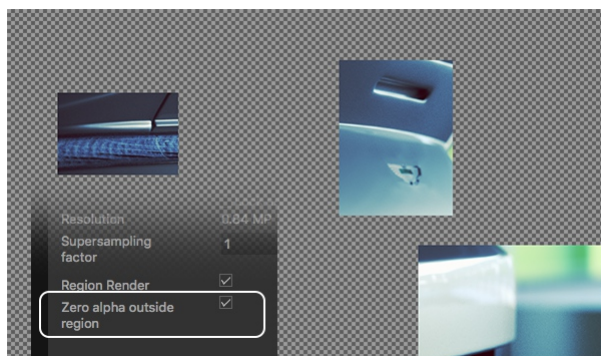 Resolution 0.84 MP
Supersampling 1
factor
Region Render
Zero alpha outside
region